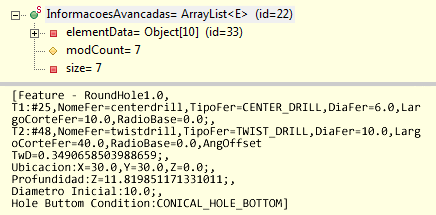 InformacoesAvancadas= ArrayList<E> (id=22)
elementData= Object[10] (id=33)
modCount= 7
size= 7
[Feature - RoundHole1.0,
T1:#25,NomeFer=centerdrill,TipoFer=CENTER_DRILL,DiaFer=6.0,Lar
goCorteFer=10.0,RadioBase=0.0;,
T2:#48,NomeFer=twistdrill,TipoFer=TWIST_DRILL,DiaFer=10.0,Larg
oCorteFer=40.0,RadioBase=0.0,AngOffset
TwD=0.3490658503988659;,
Ubicacion:X=30.0,Y=30.0,Z=0.0;,
Profundidad:Z=11.819851171331011;,
Diametro Inicial:10.0;,
Hole Buttom Condition:CONICAL_HOLE_BOTTOM]